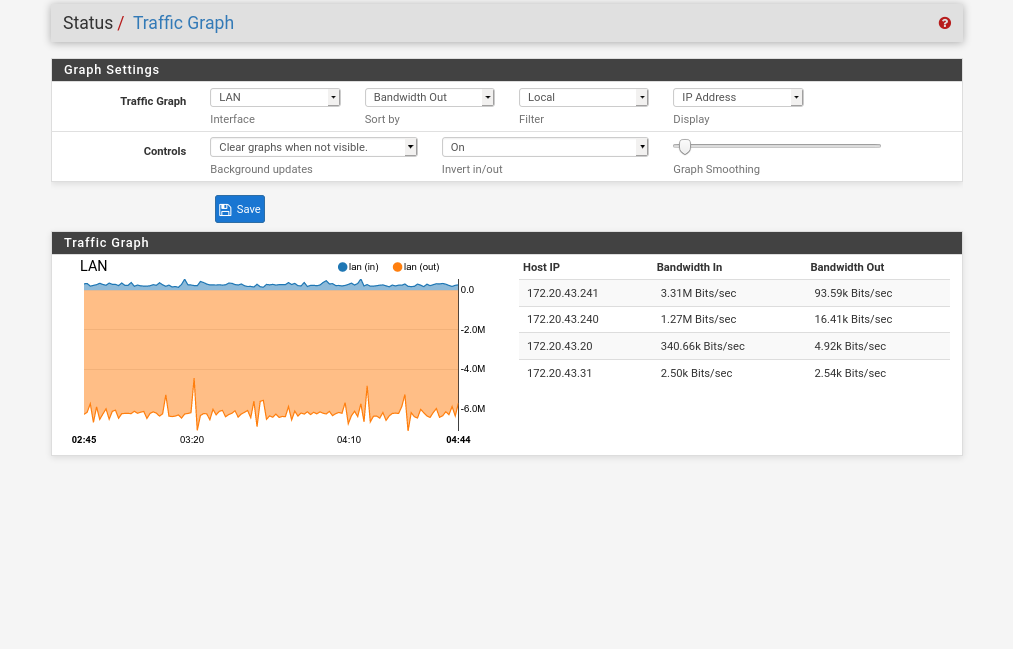 Status / Traffic Graph
Graph Settings
Traffic Graph
LAN
Interface
Bandwidth Out
Sort by
Local
Filter
IP Address
Display
Controls
Clear graphs when not visible.
Background updates
On
Invert in/out
Graph Smoothing
Save
Traffic Graph
LAN
lan (in) lan (out)
0.0
-2.0M
-4.0M
-6.0M
02:45 03:20 04:10 04:44
Host IP Bandwidth In Bandwidth Out
172.20.43.241 3.31M Bits/sec 93.59k Bits/sec
172.20.43.240 1.27M Bits/sec 16.41k Bits/sec
172.20.43.20 340.66k Bits/sec 4.92k Bits/sec
172.20.43.31 2.50k Bits/sec 2.54k Bits/sec